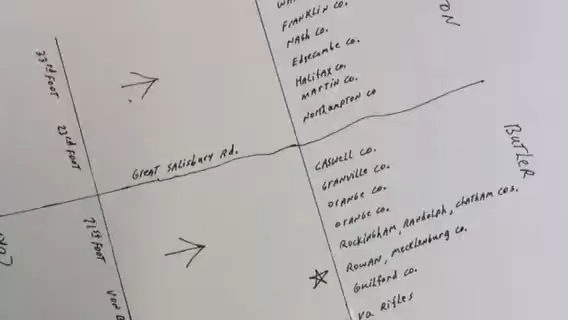 FRANKLIN CO.
NASH CO.
Edgecombe Co.
HALIFAX CO.
MARTIN CO.
Northampton CO
33rd FOOT
23rd FOOT
GREAT SALISBURY Rd.
21st FOOT
CASWELL CO.
GRANVILLE CO.
ORANGE CO.
ORANGE CO.
ROCKINGHAM, RANDOLPH, CHATHAM COS.
ROWAN, MECKLENBURG CO.
Guilford CO.
VA RIFLES
BUTLER